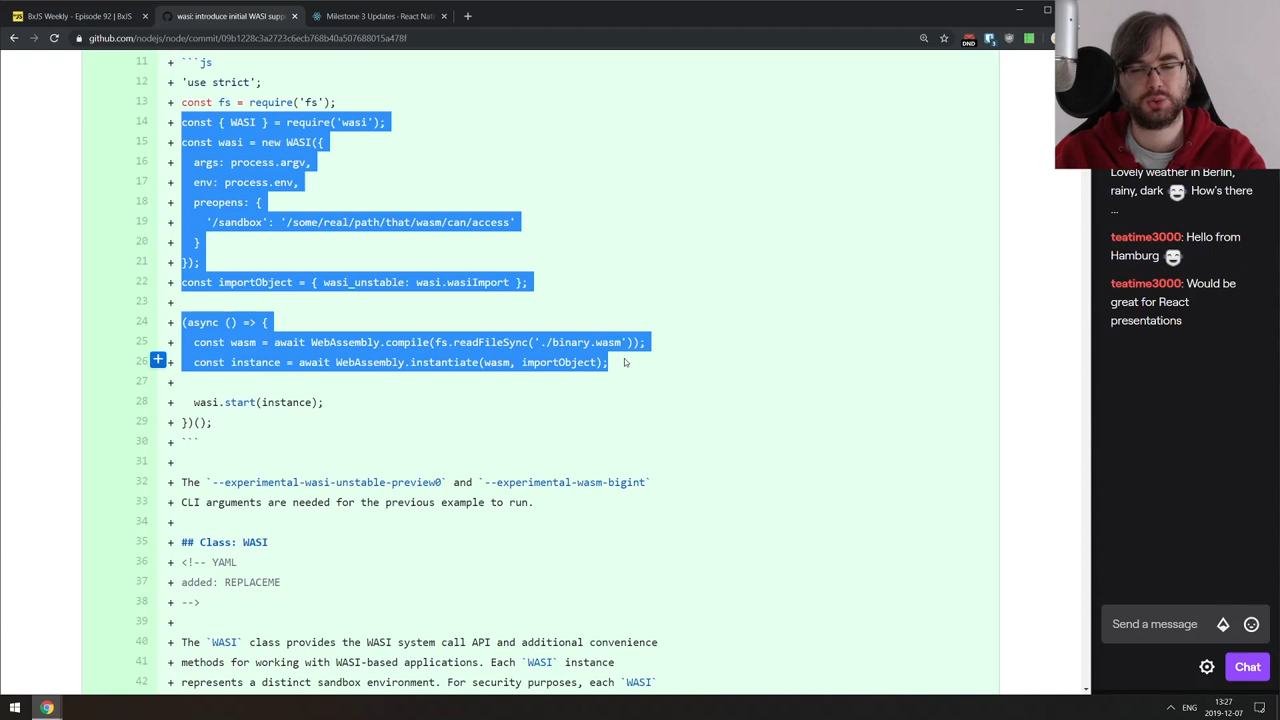 BxJS Weekly - Episode 92 | BxJS
wasi: introduce initial WASI supp
Milestone 3 Updates - React Nat
github.com/nodejs/node/commit/09b1228c3a2723c6ecb768b40a507688015a478f
DND
11 + ```js
12 + 'use strict';
13 + const fs = require('fs');
14 + const { WASI } = require('wasi');
15 + const wasi = new WASI({
16 + args: process.argv,
17 + env: process.env,
18 + preopens: {
19 + '/sandbox': '/some/real/path/that/wasm/can/access'
20 + }
21 + });
22 + const importObject = { wasi_unstable: wasi.wasiImport };
23 +
24 + (async () => {
25 + const wasm = await WebAssembly.compile(fs.readFileSync('./binary.wasm'));
26 + const instance = await WebAssembly.instantiate(wasm, importObject);
27 +
28 + wasi.start(instance);
29 + })();
30 + ```
31 +
32 + The `--experimental-wasi-unstable-preview0` and `--experimental-wasm-bigint`
33 + CLI arguments are needed for the previous example to run.
34 +
35 + ## Class: WASI
36 + <!-- YAML
37 + added: REPLACEME
38 + -->
39 +
40 + The `WASI` class provides the WASI system call API and additional convenience
41 + methods for working with WASI-based applications. Each `WASI` instance
42 + represents a distinct sandbox environment. For security purposes, each `WASI`
Lovely weather in Berlin,
rainy, dark How's there
...
teatime3000: Hello from
Hamburg
teatime3000: Would be
great for React
presentations
Send a message
Chat
ENG
13:27
2019-12-07